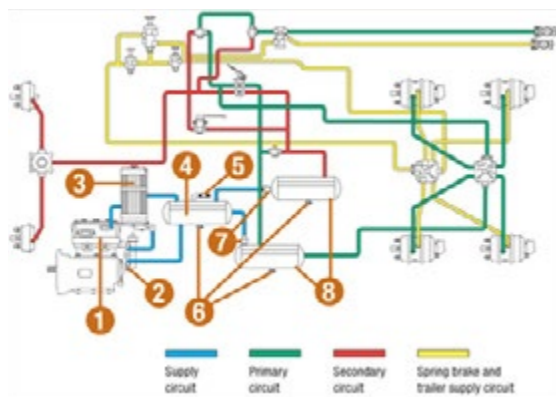 3
4
5
7
1
2
6
8
Supply
circuit
Primary
circuit
Secondary
circuit
Spring brake and
trailer supply circuit